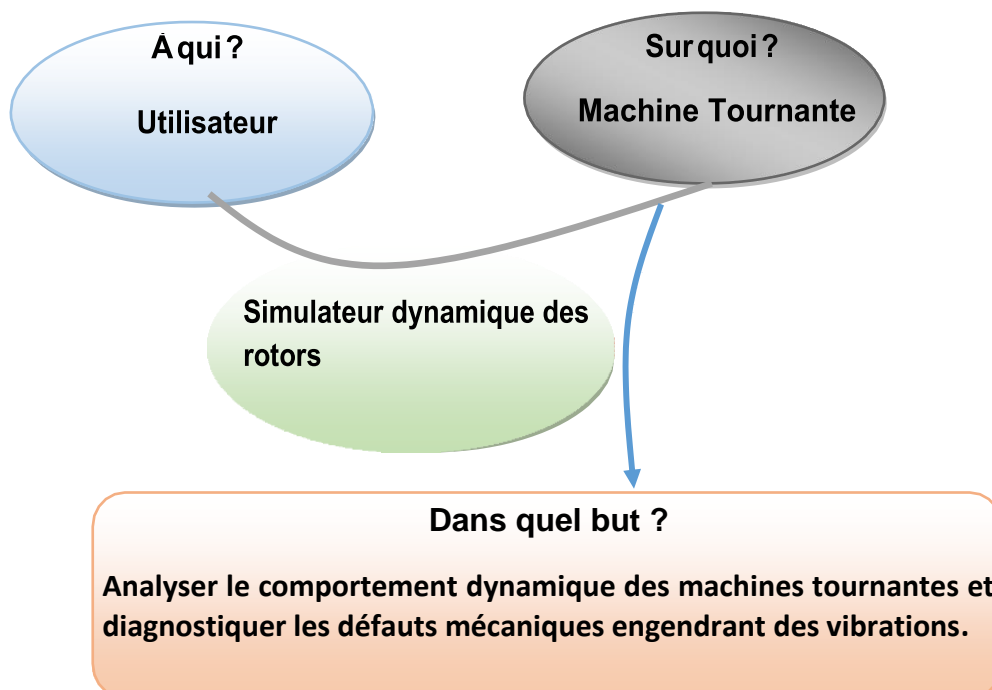 À qui ?
Utilisateur
Sur quoi ?
Machine Tournante
Simulateur dynamique des
rotors
Dans quel but ?
Analyser le comportement dynamique des machines tournantes et
diagnostiquer les défauts mécaniques engendrant des vibrations.